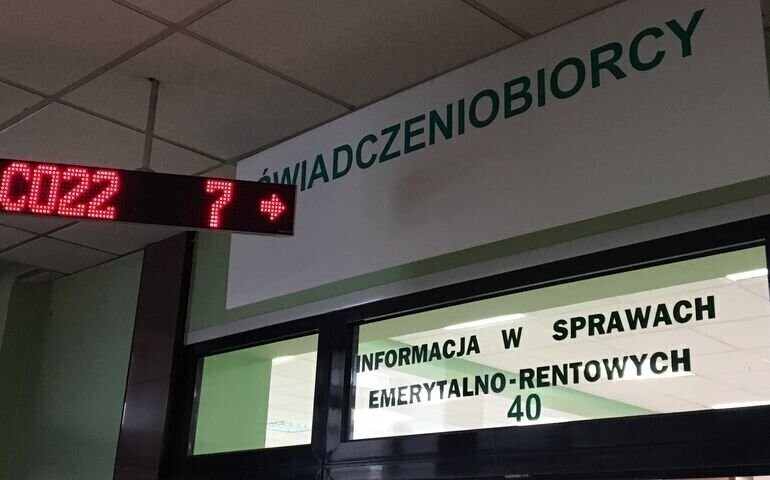 ŚWIADCZENIOBIORCY
C022 7 →
INFORMACJA W SPRAWACH
EMERYTALNO-RENTOWYCH
40